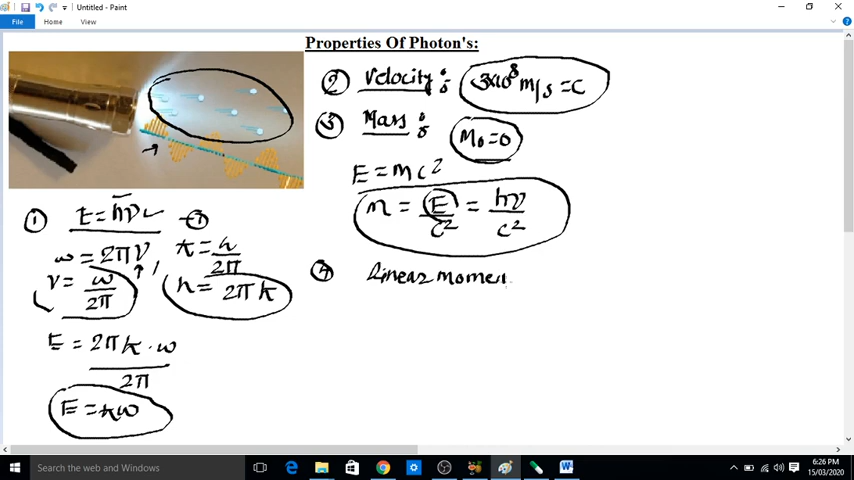 Untitled - Paint
File Home View
Properties Of Photon's:
② Velocity: 3×10⁸ m/s = C
③ Mass: M₀ = 0
E = mc²
m = E/c² = hν/c²
④ Linear momen
① E = hν —①
ω = 2πν
ħ = h/2π
ν = ω/2π
h = 2πħ
E = 2πħ·ω/2π
E = ħω
Search the web and Windows
6:26 PM
15/03/2020